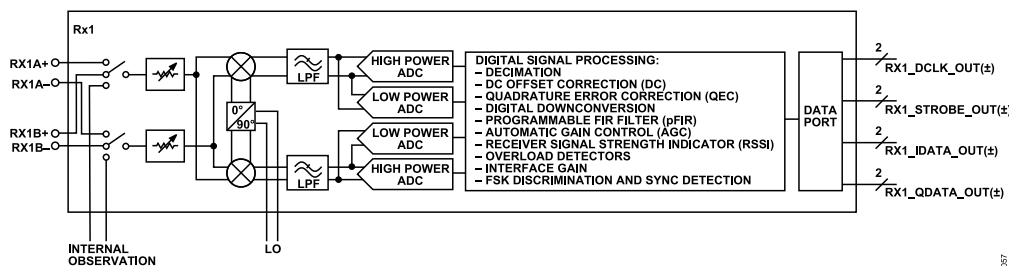 Rx1
RX1A+
RX1A–
RX1B+
RX1B–
INTERNAL
OBSERVATION
LO
0°
90°
LPF
LPF
HIGH POWER
ADC
LOW POWER
ADC
LOW POWER
ADC
HIGH POWER
ADC
DIGITAL SIGNAL PROCESSING:
– DECIMATION
– DC OFFSET CORRECTION (DC)
– QUADRATURE ERROR CORRECTION (QEC)
– DIGITAL DOWNCONVERSION
– PROGRAMMABLE FIR FILTER (pFIR)
– AUTOMATIC GAIN CONTROL (AGC)
– RECEIVER SIGNAL STRENGTH INDICATOR (RSSI)
– OVERLOAD DETECTORS
– INTERFACE GAIN
– FSK DISCRIMINATION AND SYNC DETECTION
DATA
PORT
2
RX1_DCLK_OUT(±)
2
RX1_STROBE_OUT(±)
2
RX1_IDATA_OUT(±)
2
RX1_QDATA_OUT(±)
057